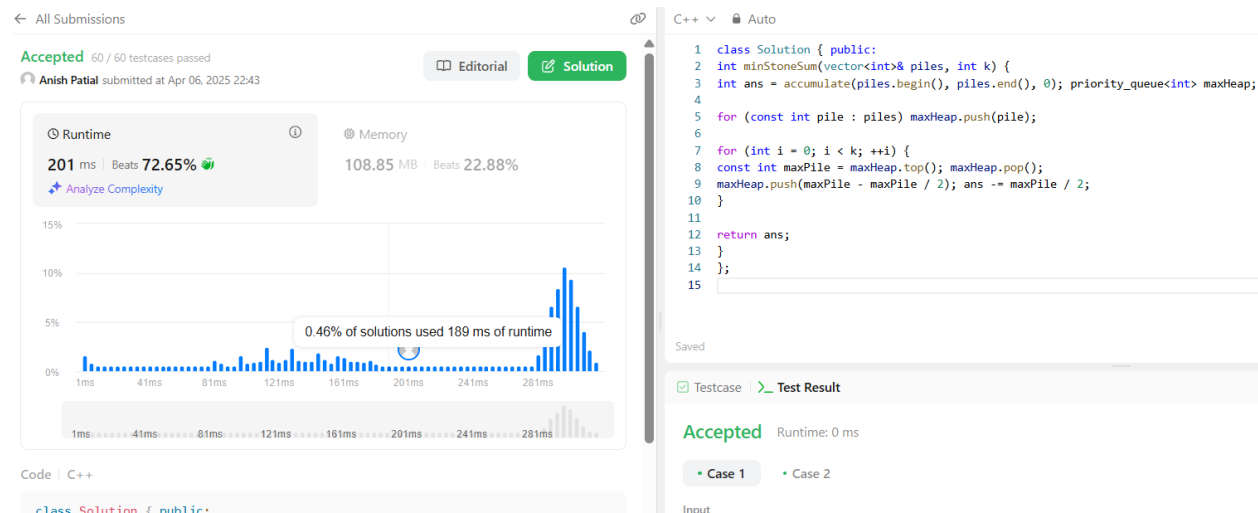 All Submissions
Accepted 60 / 60 testcases passed
Anish Patial submitted at Apr 06, 2025 22:43
Editorial
Solution
Runtime
201 ms Beats 72.65%
Analyze Complexity
Memory
108.85 MB Beats 22.88%
15%
10%
5%
0%
0.46% of solutions used 189 ms of runtime
1ms 41ms 81ms 121ms 161ms 201ms 241ms 281ms
1ms 41ms 81ms 121ms 161ms 201ms 241ms 281ms
Code C++
class Solution { public:
C++ Auto
1 class Solution { public:
2 int minStoneSum(vector<int>& piles, int k) {
3 int ans = accumulate(piles.begin(), piles.end(), 0); priority_queue<int> maxHeap;
4
5 for (const int pile : piles) maxHeap.push(pile);
6
7 for (int i = 0; i < k; ++i) {
8 const int maxPile = maxHeap.top(); maxHeap.pop();
9 maxHeap.push(maxPile - maxPile / 2); ans -= maxPile / 2;
10 }
11
12 return ans;
13 }
14 };
15
Saved
Testcase >_ Test Result
Accepted Runtime: 0 ms
• Case 1 • Case 2
Input